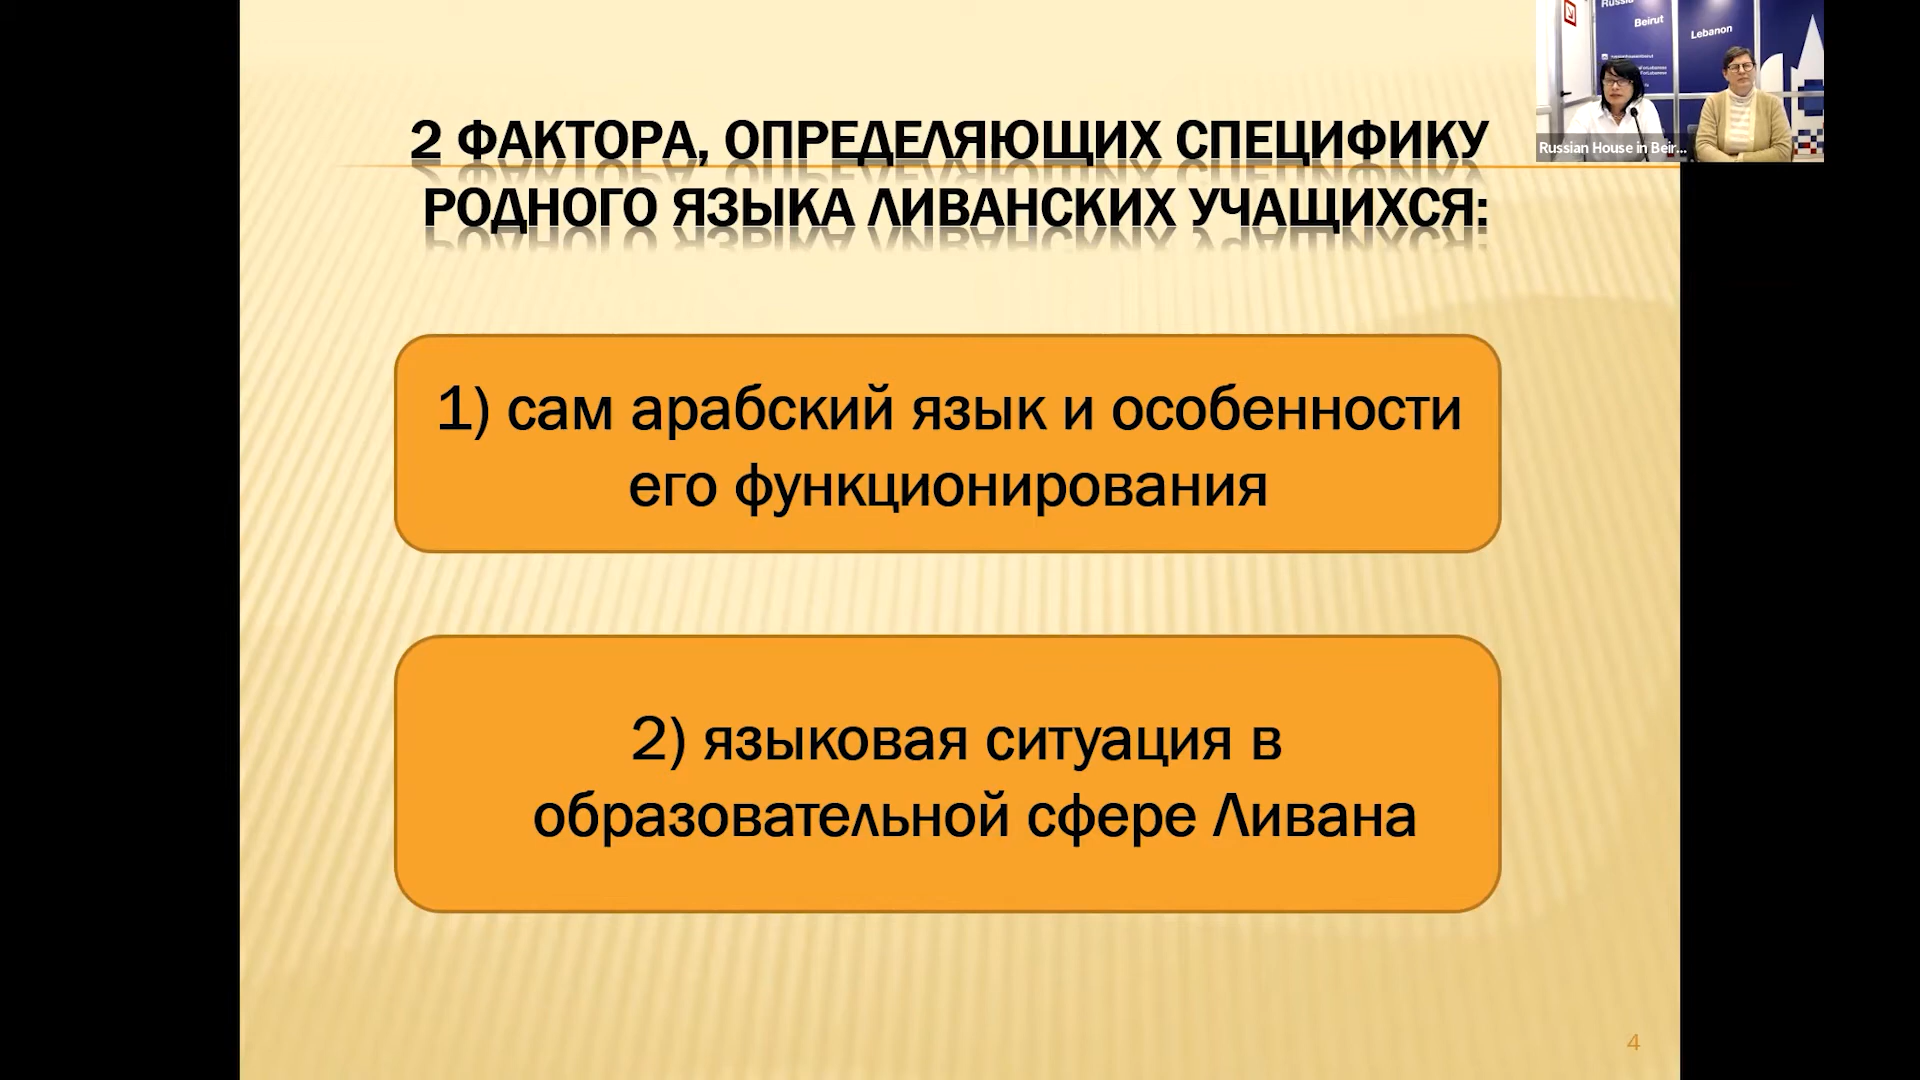 2 ФАКТОРА, ОПРЕДЕЛЯЮЩИХ СПЕЦИФИКУ
РОДНОГО ЯЗЫКА ЛИВАНСКИХ УЧАЩИХСЯ:
1) сам арабский язык и особенности
его функционирования
2) языковая ситуация в
образовательной сфере Ливана
4
Russia
Beirut
Lebanon
Russian House in Beir...